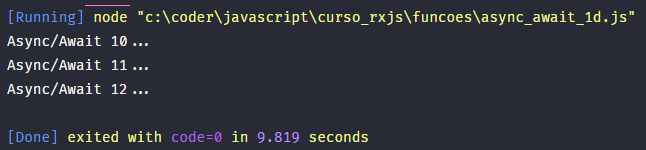 [Running] node "c:\coder\javascript\curso_rxjs\funcoes\async_await_1d.js"
Async/Await 10...
Async/Await 11...
Async/Await 12...
[Done] exited with code=0 in 9.819 seconds